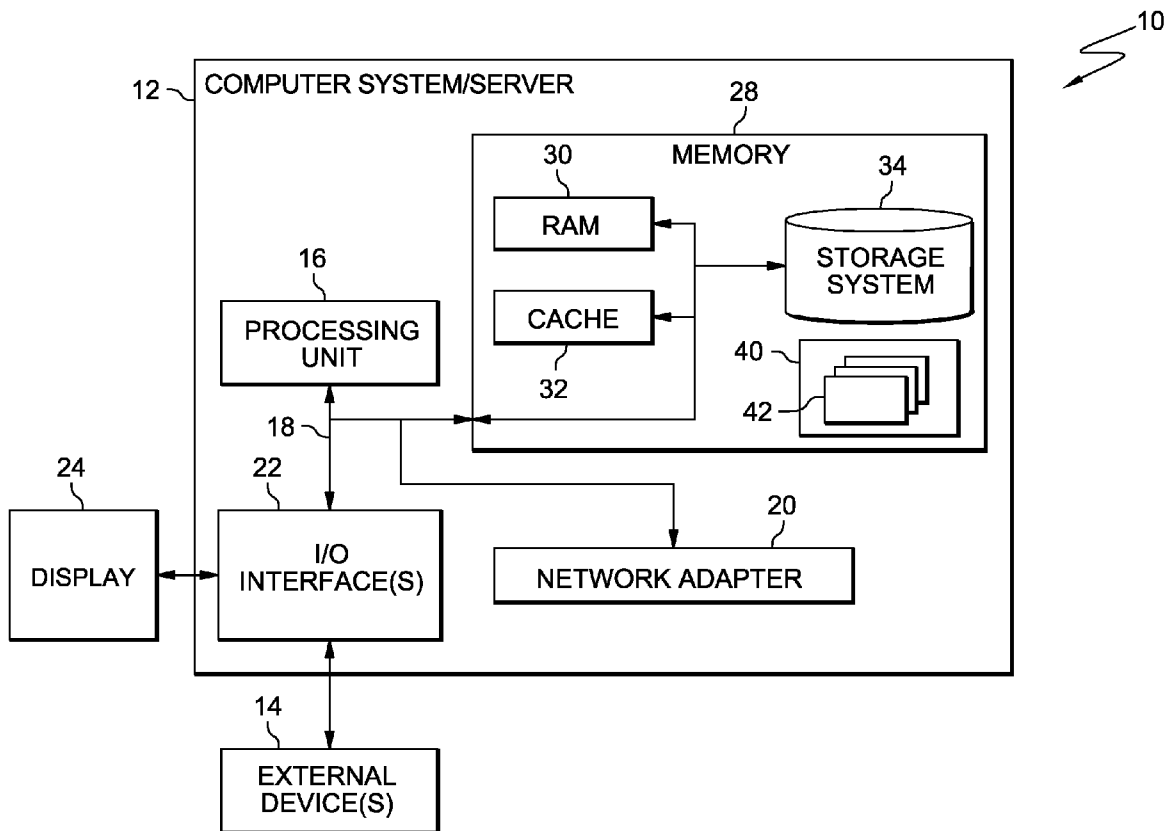 10
12
COMPUTER SYSTEM/SERVER
28
MEMORY
30
RAM
34
STORAGE
SYSTEM
16
PROCESSING
UNIT
CACHE
32
40
42
18
24
DISPLAY
22
I/O
INTERFACE(S)
20
NETWORK ADAPTER
14
EXTERNAL
DEVICE(S)